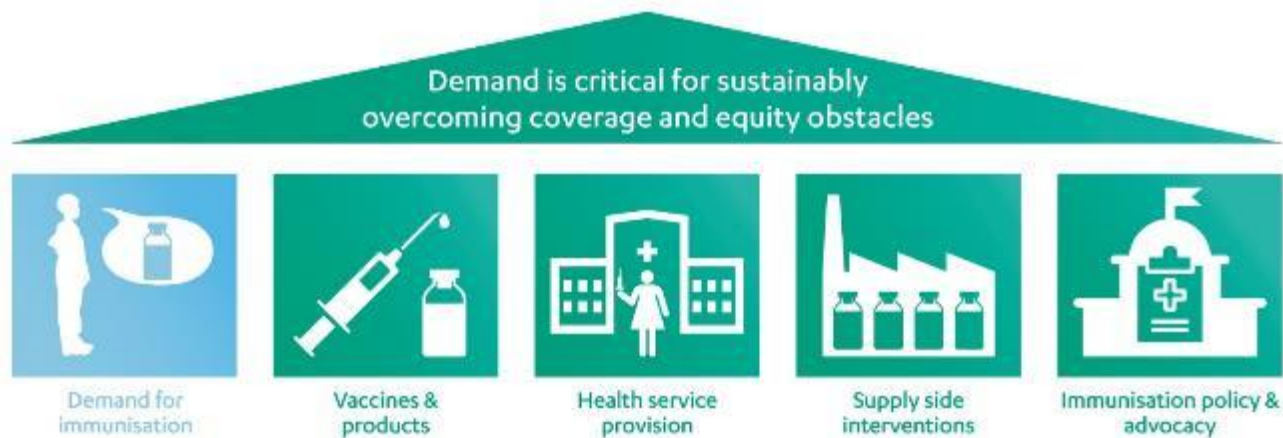 Demand is critical for sustainably
overcoming coverage and equity obstacles
Demand for
immunisation
Vaccines &
products
Health service
provision
Supply side
interventions
Immunisation policy &
advocacy